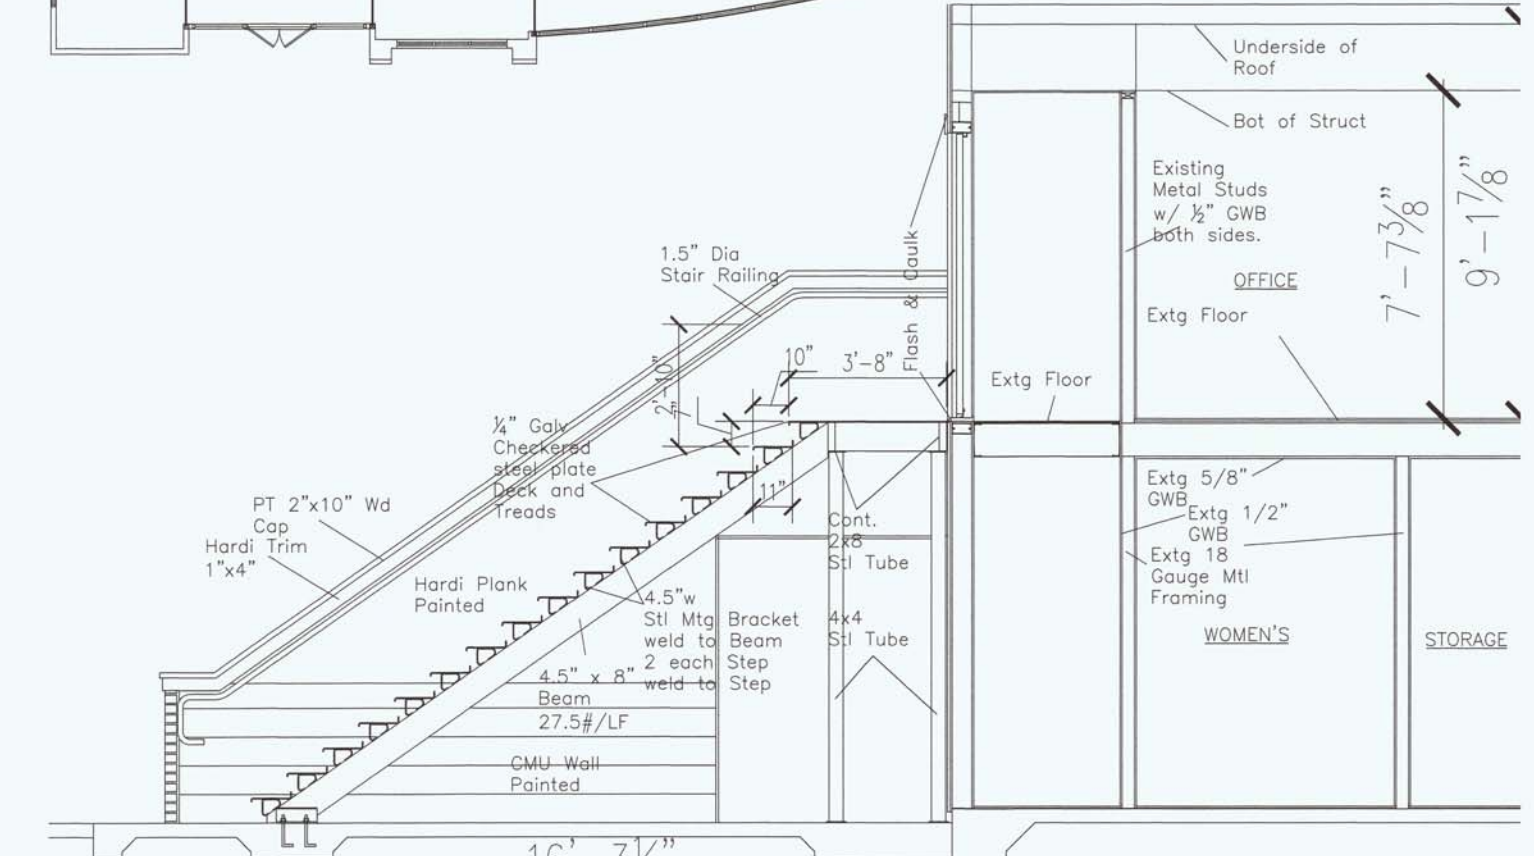 Underside of
Roof
Bot of Struct
Existing
Metal Studs
w/ ½" GWB
both sides.
7'-7⅜"
9'-1⅞"
OFFICE
Extg Floor
Extg Floor
Flash & Caulk
1.5" Dia
Stair Railing
2'-10"
10"
3'-8"
7"
11"
¼" Galv
Checkered
steel plate
Deck and
Treads
PT 2"x10" Wd
Cap
Hardi Trim
1"x4"
Hardi Plank
Painted
4.5"w
Stl Mtg Bracket
weld to Beam
2 each Step
weld to Step
4.5" x 8"
Beam
27.5#/LF
CMU Wall
Painted
Cont.
2x8
Stl Tube
4x4
Stl Tube
Extg 5/8"
GWB
Extg 1/2"
GWB
Extg 18
Gauge Mtl
Framing
WOMEN'S
STORAGE